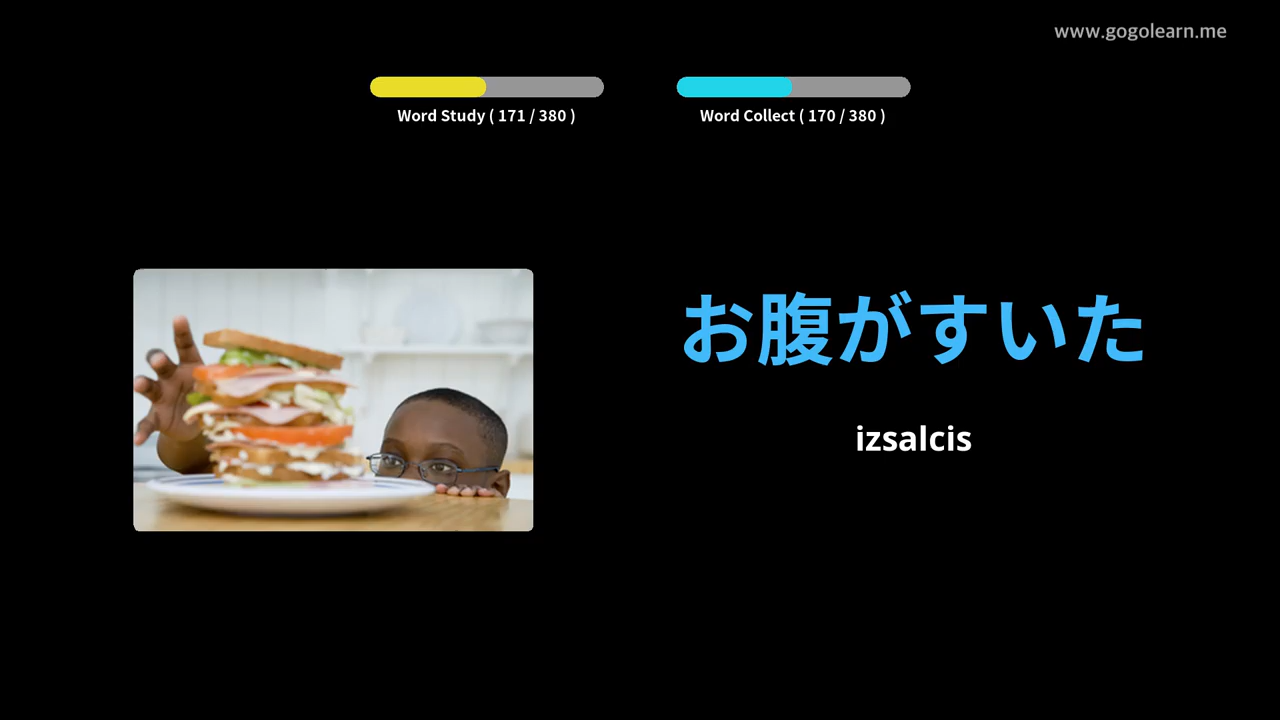 www.gogolearn.me
Word Study ( 171 / 380 )
Word Collect ( 170 / 380 )
お腹がすいた
izsalcis